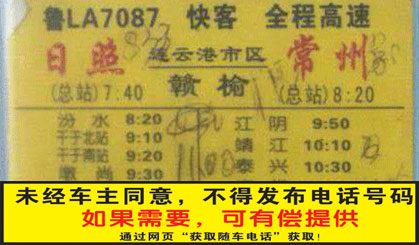 鲁LA7087 快客 全程高速
日照 连云港市区 常州
(总站)7:40 赣榆 (总站)8:20
汾水 8:20 江阴 9:50
干于北站 9:10 靖江 10:10
干于南站 9:20 泰兴 10:30
墩尚 9:30
未经车主同意，不得发布电话号码
如果需要，可有偿提供
通过网页“获取随车电话”获取!